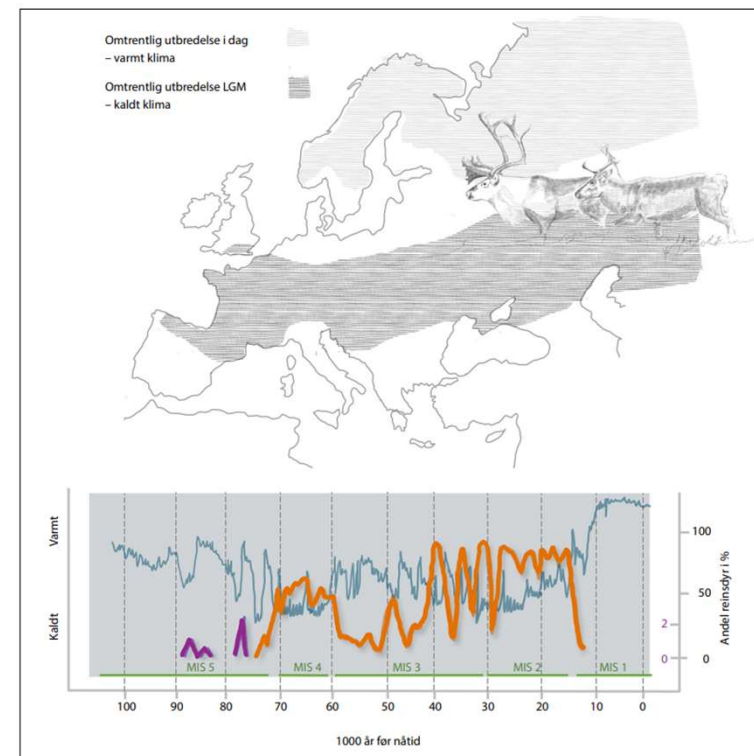 Omtrentlig utbredelse i dag
– varmt klima
Omtrentlig utbredelse LGM
– kaldt klima
Varmt
Kaldt
100
50
0
2
0
Andel reinsdyr i %
MIS 5
MIS 4
MIS 3
MIS 2
MIS 1
100
90
80
70
60
50
40
30
20
10
0
1000 år før nåtid